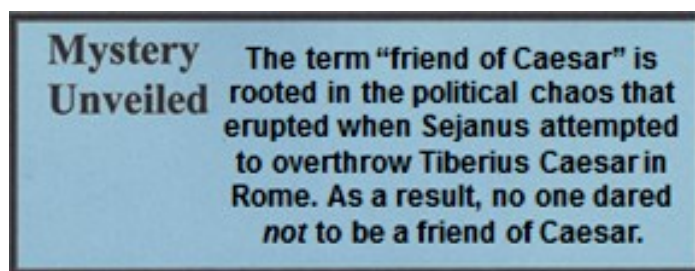 Mystery
Unveiled
The term “friend of Caesar” is
rooted in the political chaos that
erupted when Sejanus attempted
to overthrow Tiberius Caesar in
Rome. As a result, no one dared
not to be a friend of Caesar.